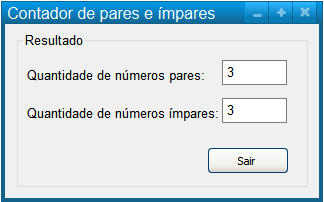 Contador de pares e ímpares
Resultado
Quantidade de números pares: 3
Quantidade de números ímpares: 3
Sair